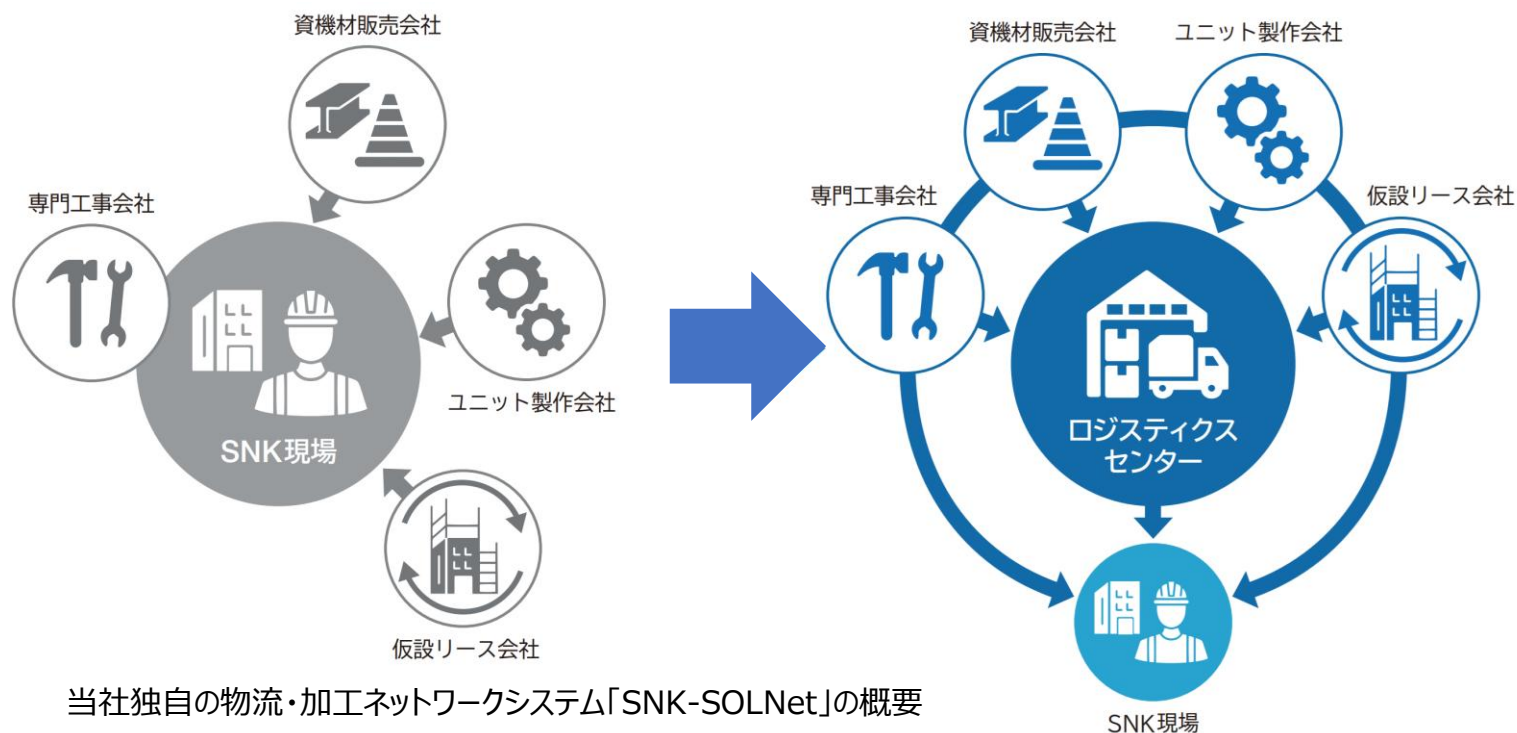 資機材販売会社
専門工事会社
SNK現場
ユニット製作会社
仮設リース会社
資機材販売会社
ユニット製作会社
専門工事会社
仮設リース会社
ロジスティクス
センター
SNK現場
当社独自の物流・加工ネットワークシステム「SNK-SOLNet」の概要